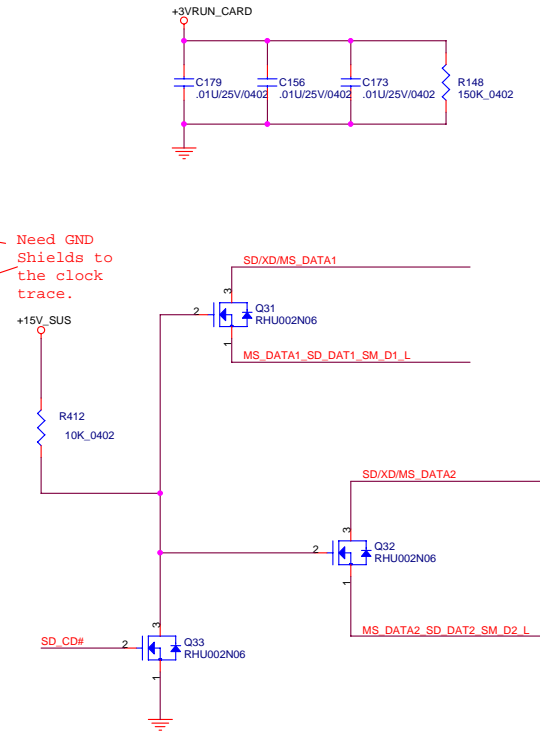 +3VRUN_CARD
C179
.01U/25V/0402
C156
.01U/25V/0402
C173
.01U/25V/0402
R148
150K_0402
Need GND
Shields to
the clock
trace.
+15V_SUS
SD/XD/MS_DATA1
3
2
Q31
RHU002N06
1
MS_DATA1_SD_DAT1_SM_D1_L
R412
10K_0402
SD/XD/MS_DATA2
3
2
Q32
RHU002N06
1
MS_DATA2_SD_DAT2_SM_D2_L
3
SD_CD#
2
Q33
RHU002N06
1